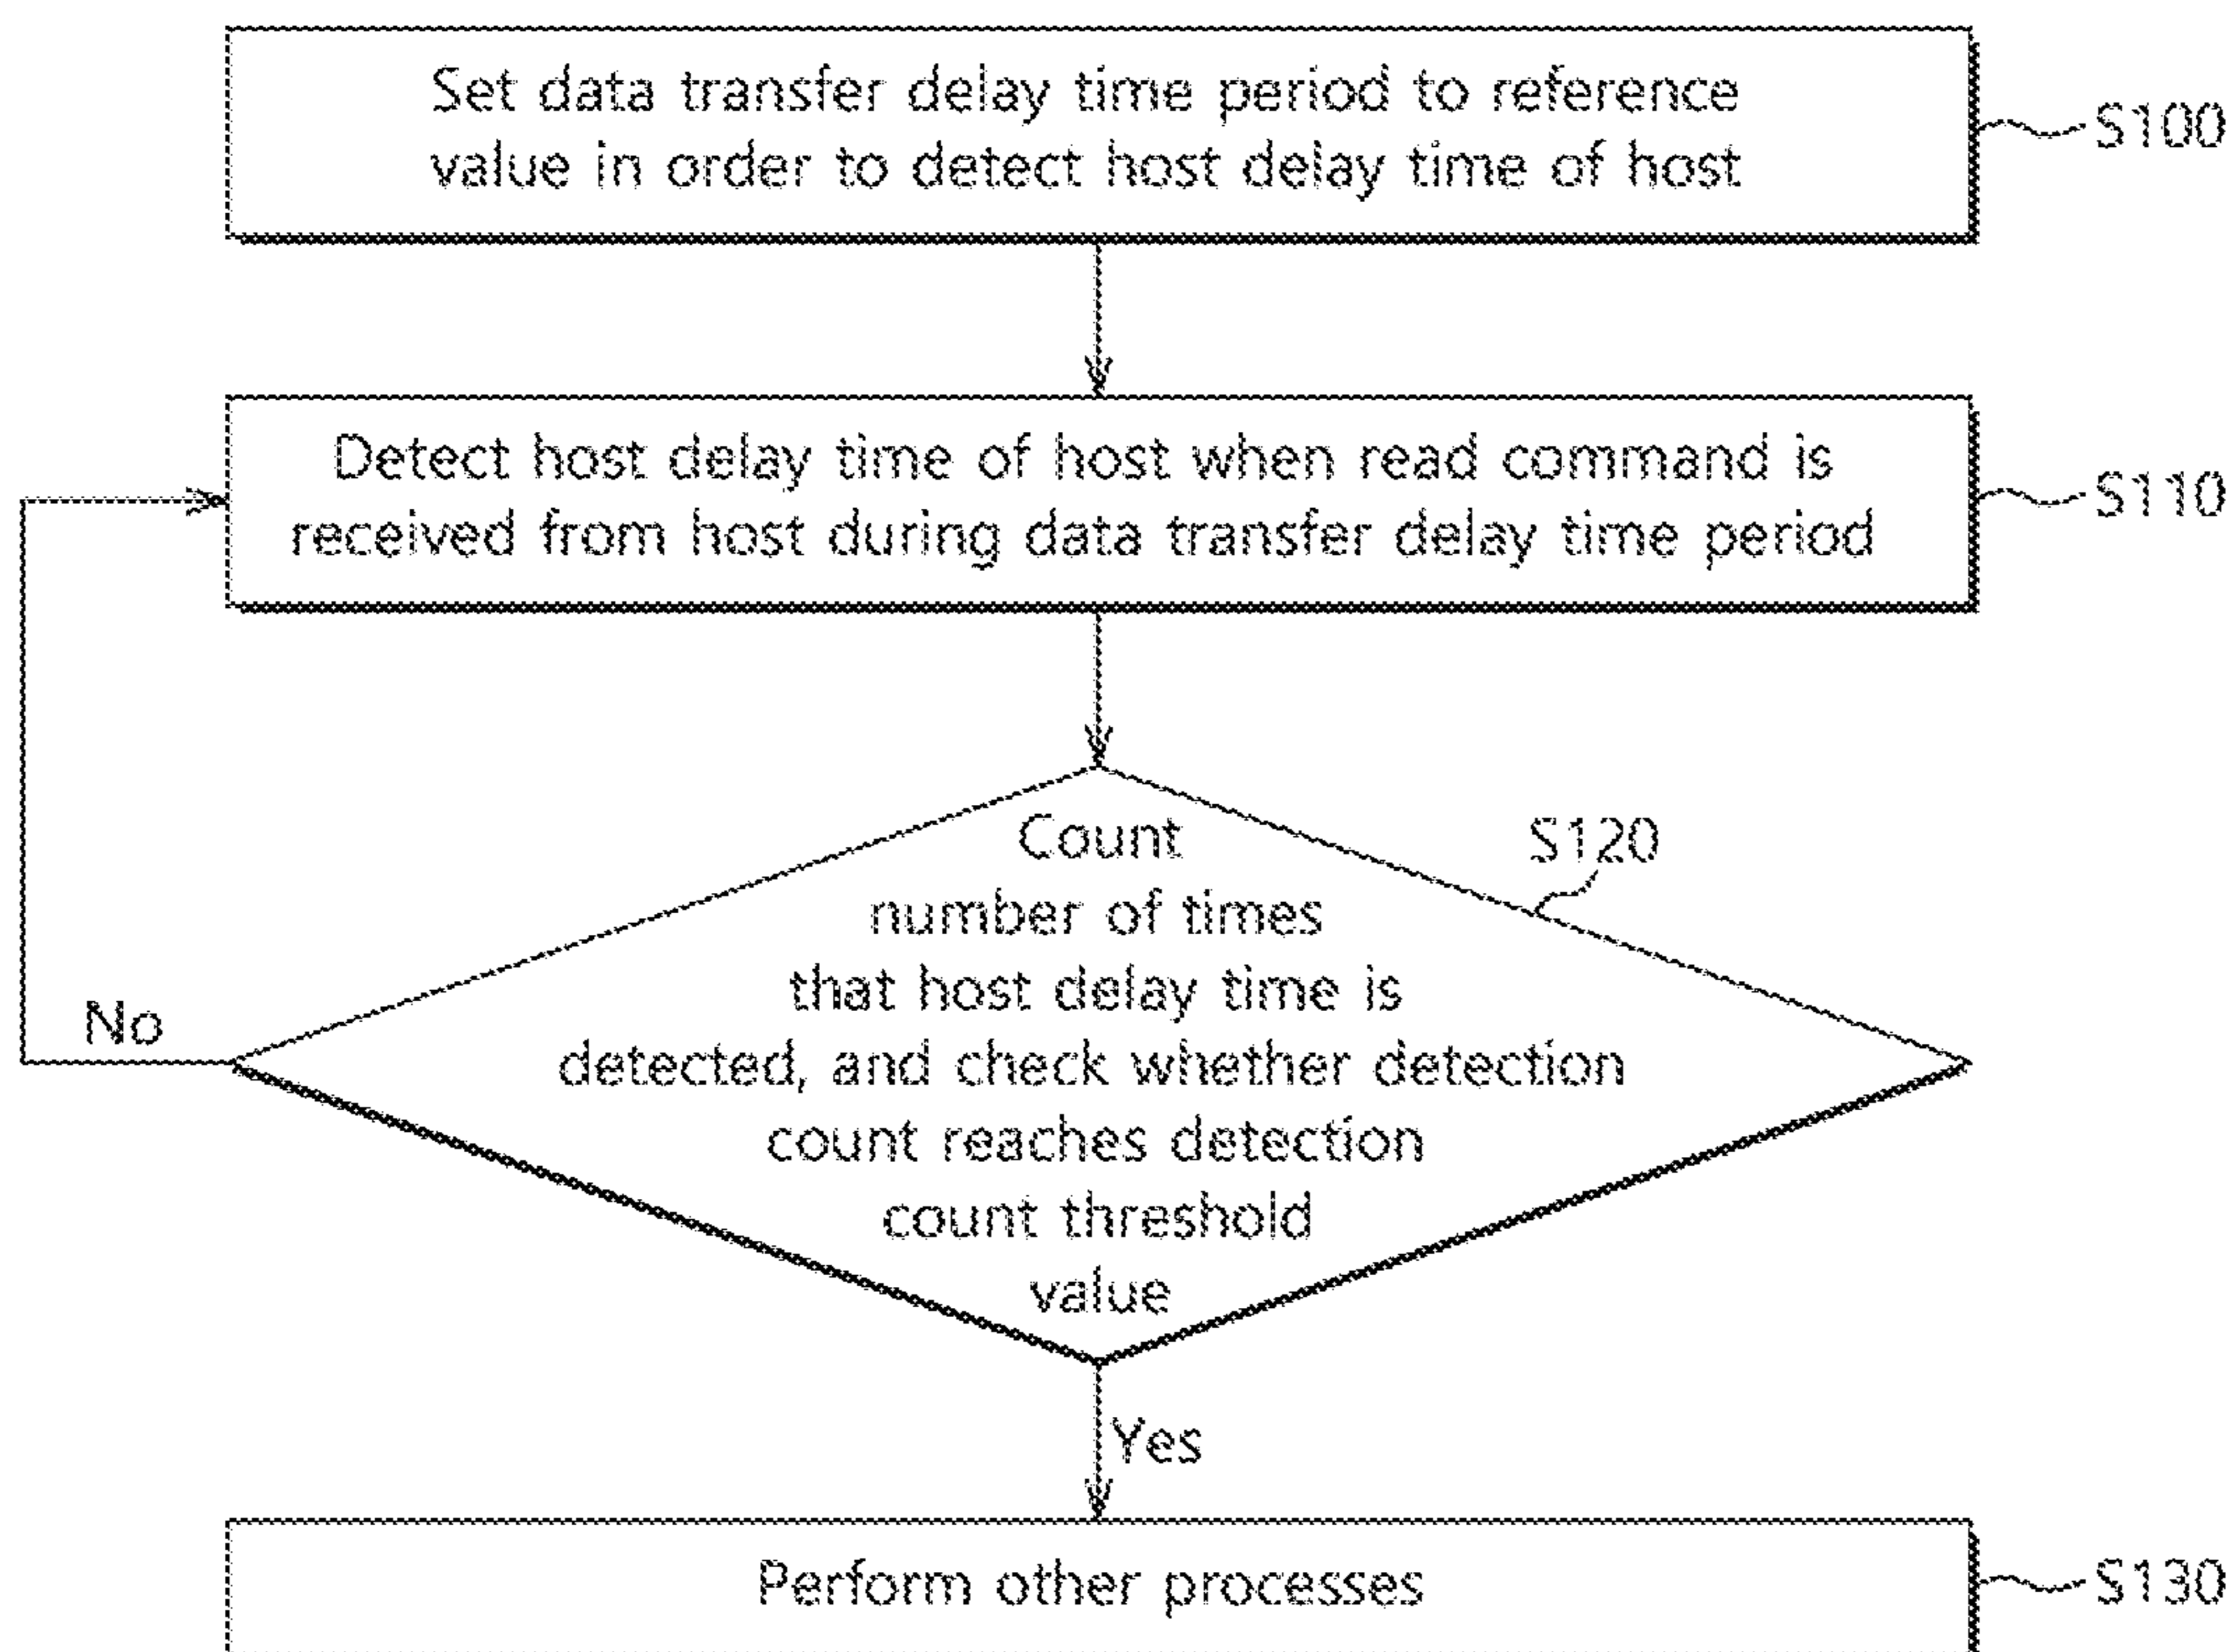 Set data transfer delay time period to reference
value in order to detect host delay time of host
S100
Detect host delay time of host when read command is
received from host during data transfer delay time period
S110
Count
number of times
that host delay time is
detected, and check whether detection
count reaches detection
count threshold
value
S120
No
Yes
Perform other processes
S130